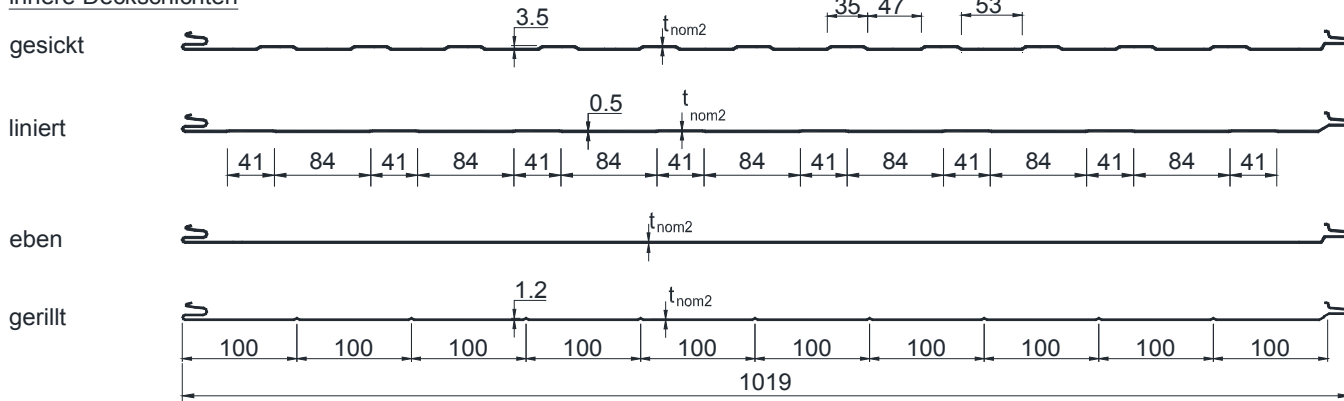 innere Deckschichten
35 47 53
3.5 t nom2
gesickt
0.5 t nom2
liniert
41 84 41 84 41 84 41 84 41 84 41 84 41 84 41
t nom2
eben
1.2 t nom2
gerillt
100 100 100 100 100 100 100 100 100 100
1019